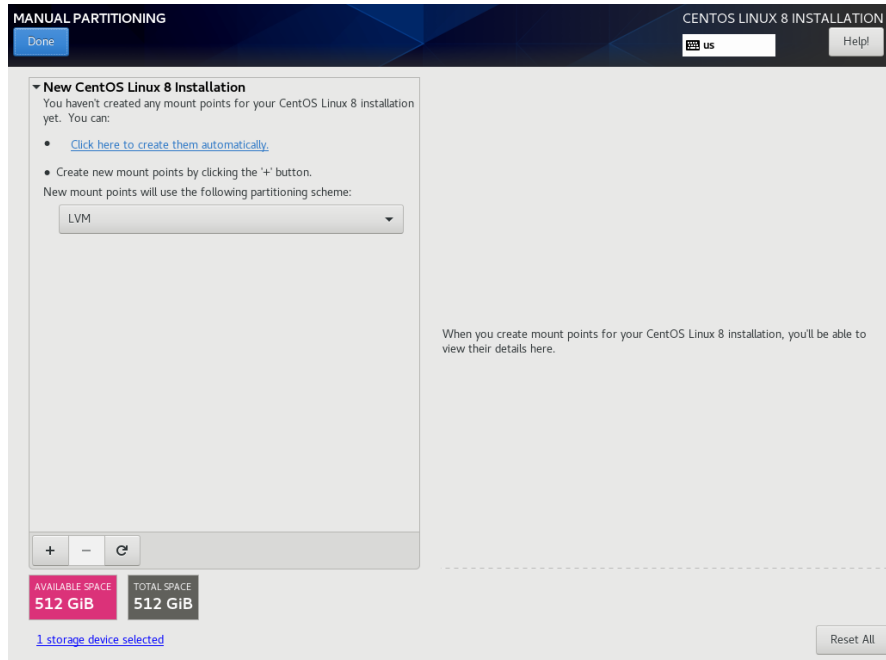 MANUAL PARTITIONING
CENTOS LINUX 8 INSTALLATION
Done
us
Help!
New CentOS Linux 8 Installation
You haven't created any mount points for your CentOS Linux 8 installation
yet. You can:
• Click here to create them automatically.
• Create new mount points by clicking the '+' button.
New mount points will use the following partitioning scheme:
LVM
When you create mount points for your CentOS Linux 8 installation, you'll be able to
view their details here.
+ −
AVAILABLE SPACE
512 GiB
TOTAL SPACE
512 GiB
1 storage device selected
Reset All